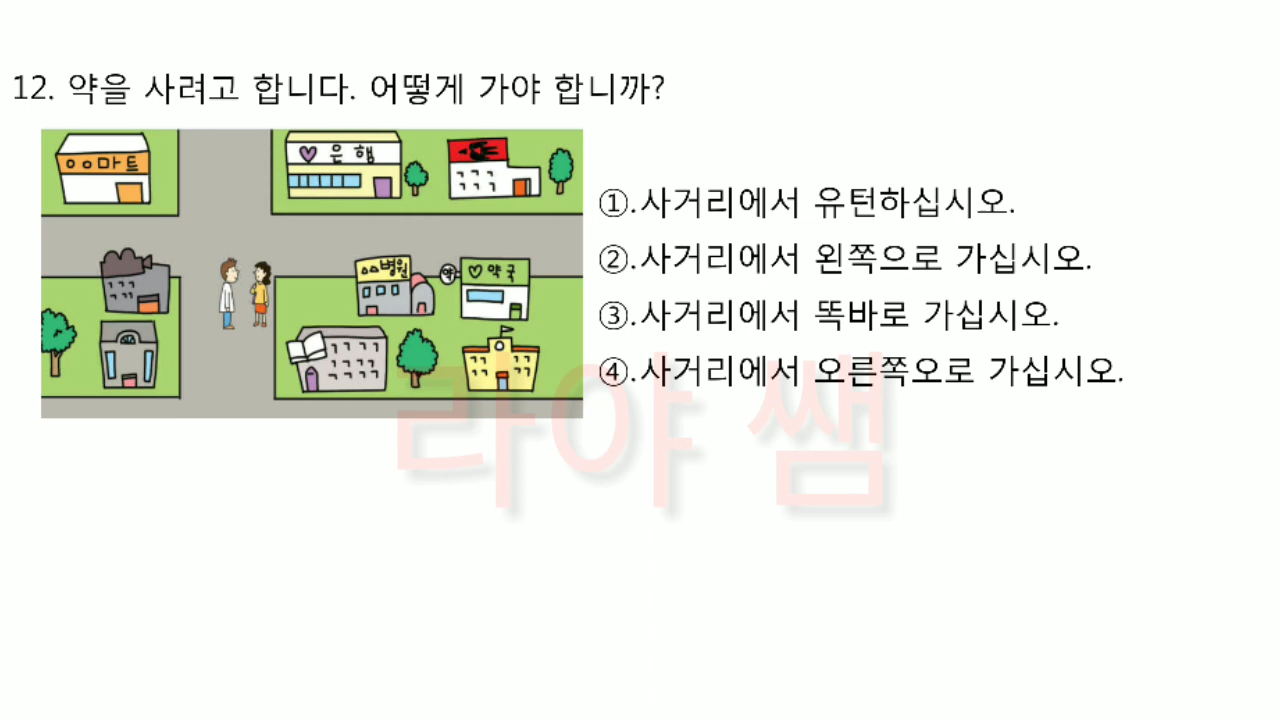 12. 약을 사려고 합니다. 어떻게 가야 합니까?
ㅇㅇ마트
은행
△△병원
약
♡약국
①.사거리에서 유턴하십시오.
②.사거리에서 왼쪽으로 가십시오.
③.사거리에서 똑바로 가십시오.
④.사거리에서 오른쪽오로 가십시오.
라야 쌤